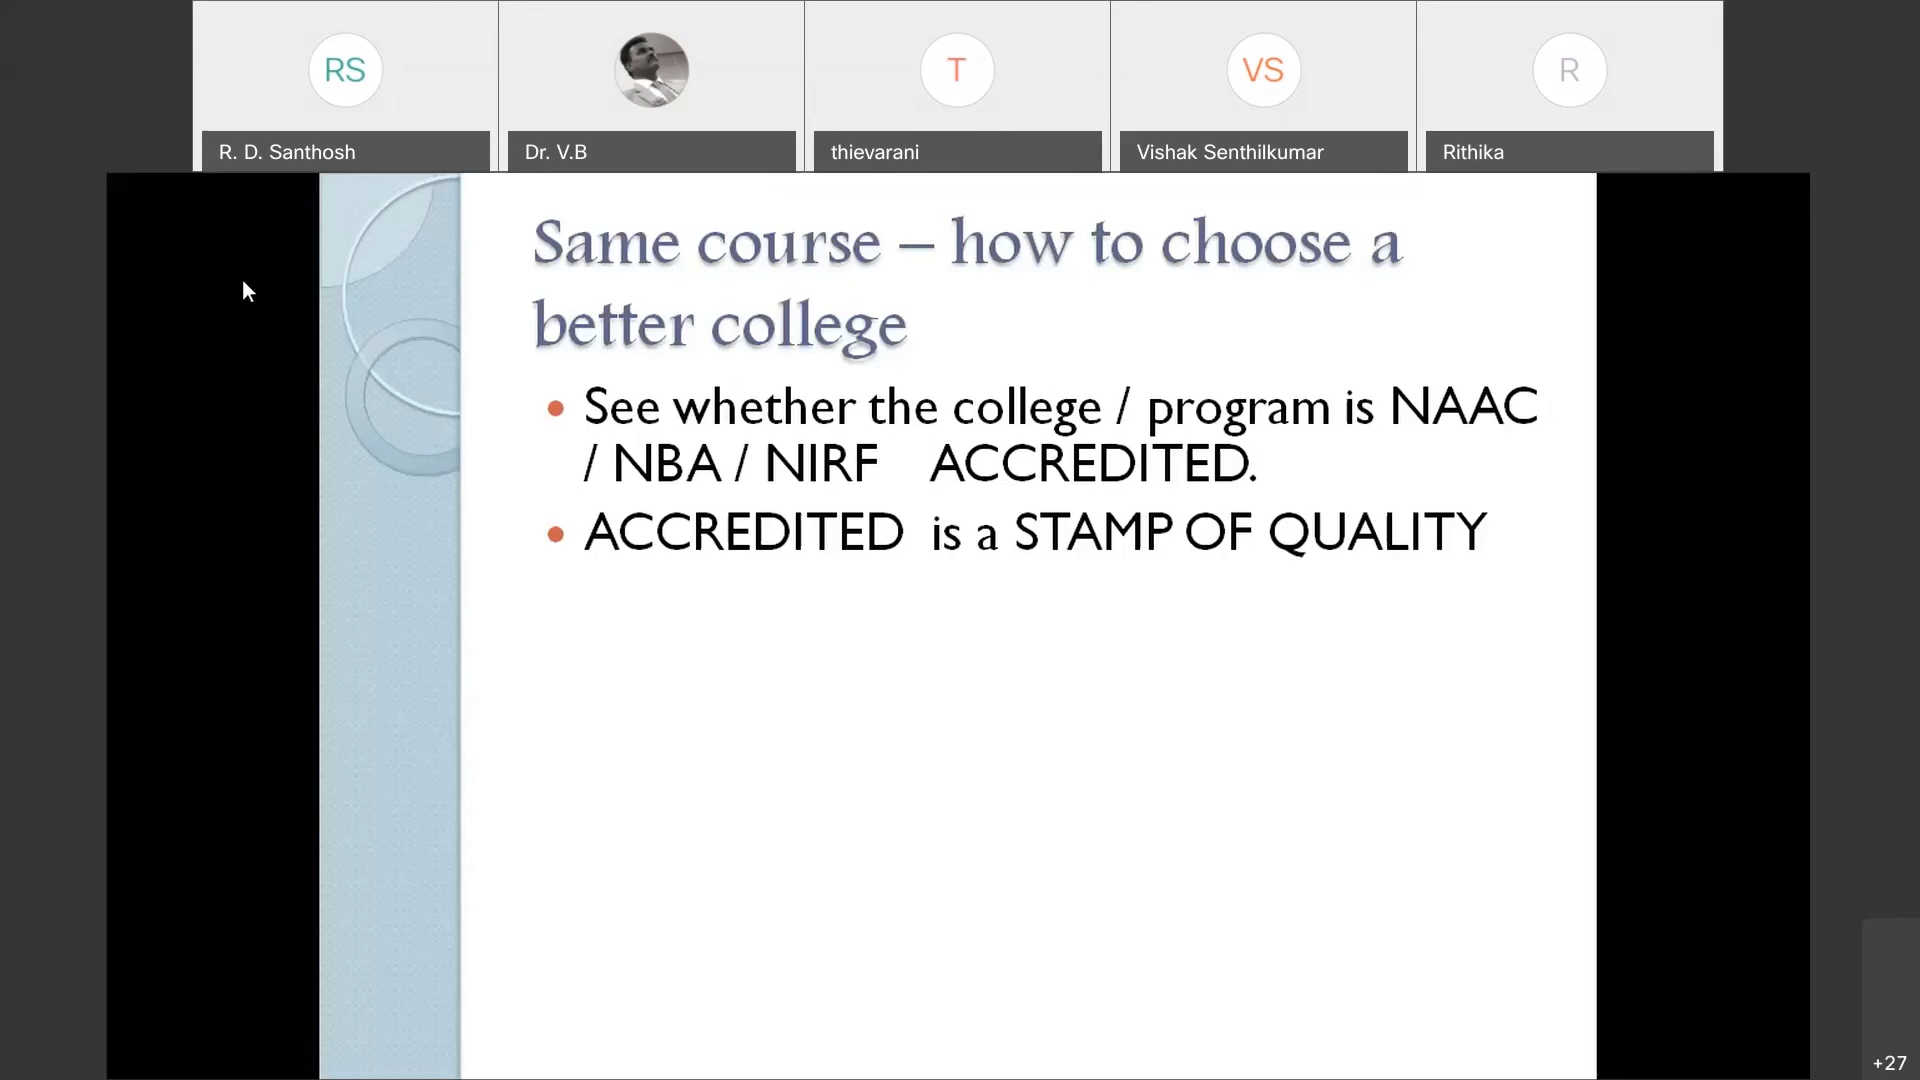 RS
T
VS
R
R. D. Santhosh
Dr. V.B
thievarani
Vishak Senthilkumar
Rithika
Same course – how to choose a
better college
• See whether the college / program is NAAC
/ NBA / NIRF ACCREDITED.
• ACCREDITED is a STAMP OF QUALITY
+27